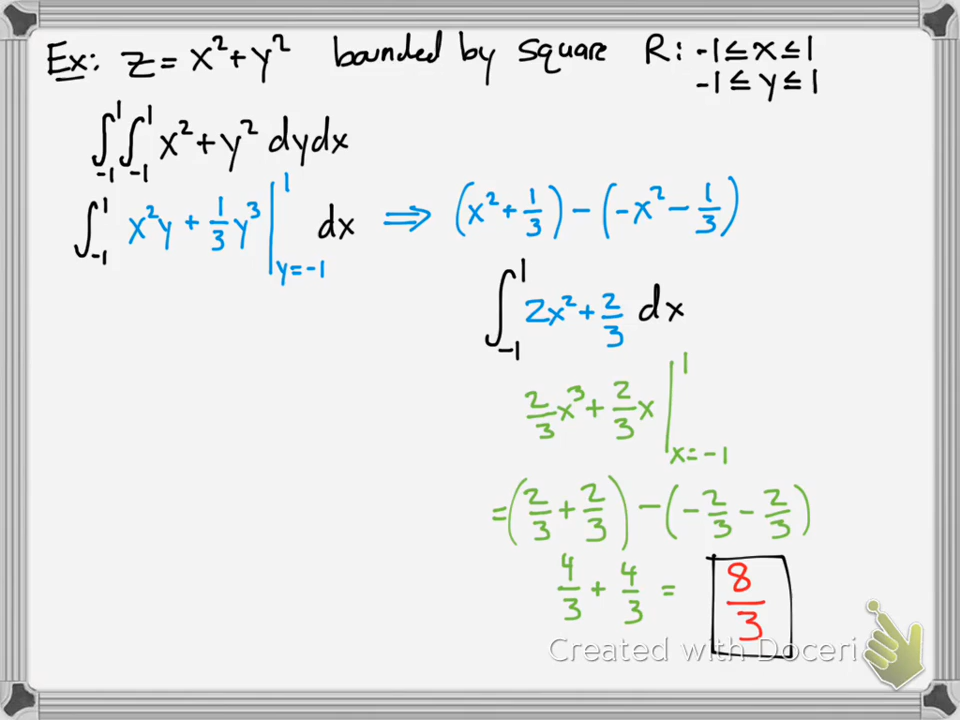 Ex: z = x² + y² bounded by square R: -1 ≤ x ≤ 1
-1 ≤ y ≤ 1
∫₋₁¹ ∫₋₁¹ x² + y² dydx
∫₋₁¹ x²y + 1/3 y³ |_{y=-1}^{1} dx ⟹ (x² + 1/3) - (-x² - 1/3)
∫₋₁¹ 2x² + 2/3 dx
2/3 x³ + 2/3 x |_{x=-1}^{1}
= (2/3 + 2/3) - (-2/3 - 2/3)
4/3 + 4/3 = 8/3
Created with Doceri